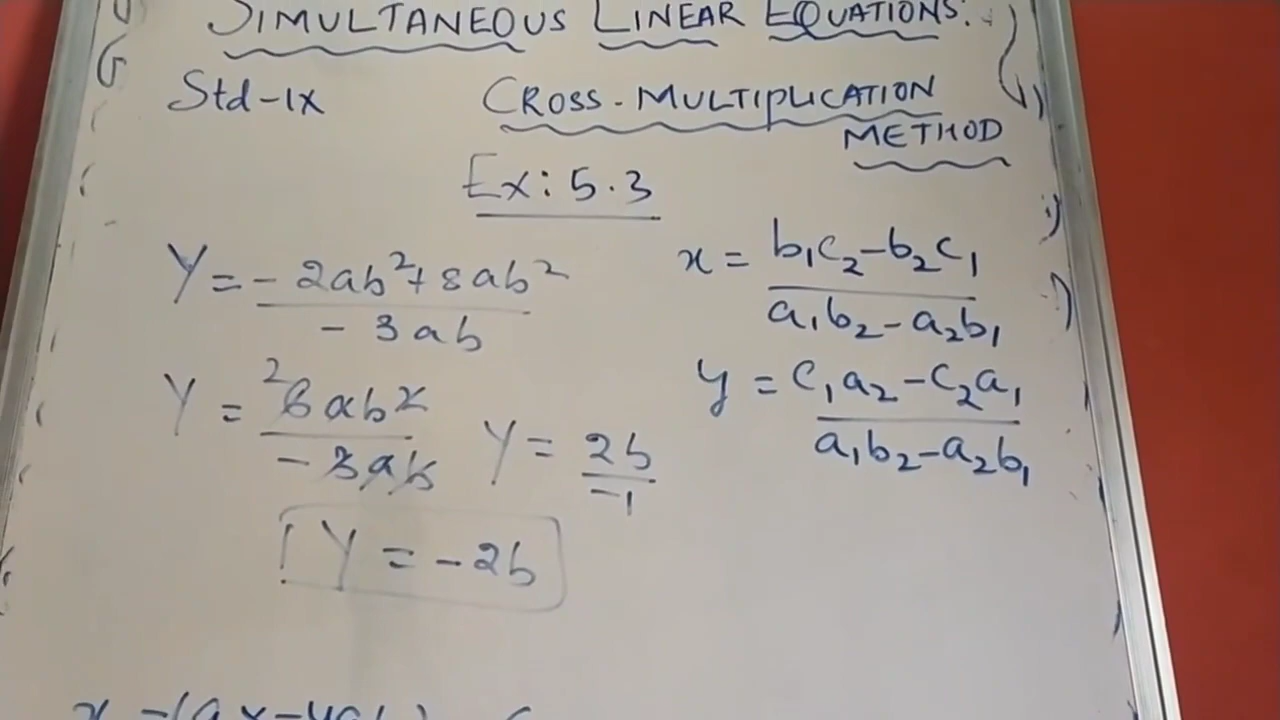 SIMULTANEOUS LINEAR EQUATIONS.
Std-IX CROSS-MULTIPLICATION
METHOD
Ex: 5.3
Y = -2ab²+8ab² / -3ab
x = b₁c₂-b₂c₁ / a₁b₂-a₂b₁
Y = ²6ab² / -3ab Y = 2b / -1
y = c₁a₂-c₂a₁ / a₁b₂-a₂b₁
Y = -2b